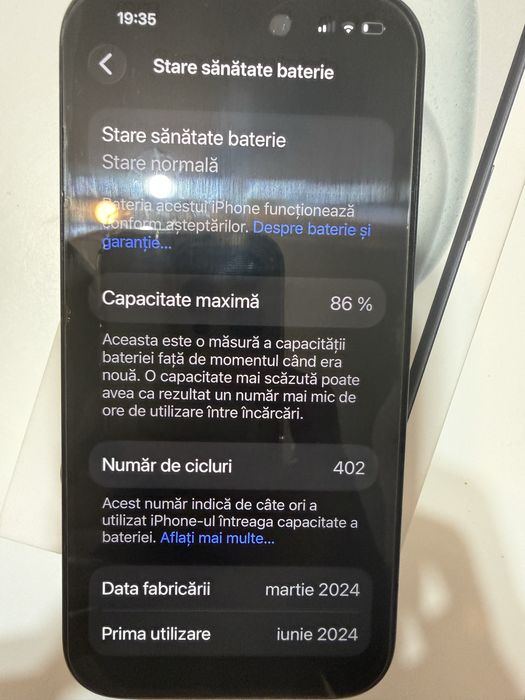 19:35
Stare sănătate baterie
Stare sănătate baterie
Stare normală
Bateria acestui iPhone funcționează
conform așteptărilor. Despre baterie și
garanție...
Capacitate maximă 86 %
Aceasta este o măsură a capacității
bateriei față de momentul când era
nouă. O capacitate mai scăzută poate
avea ca rezultat un număr mai mic de
ore de utilizare între încărcări.
Număr de cicluri 402
Acest număr indică de câte ori a
utilizat iPhone-ul întreaga capacitate a
bateriei. Aflați mai multe...
Data fabricării martie 2024
Prima utilizare iunie 2024